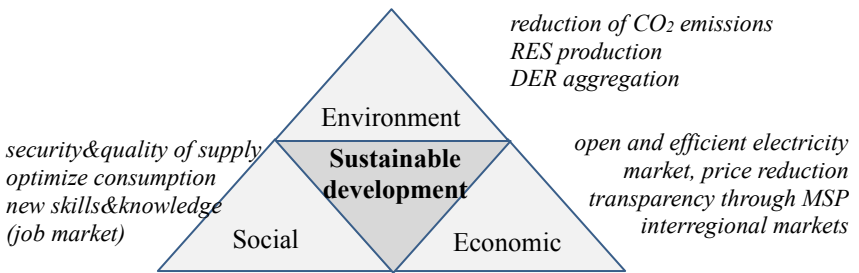 reduction of CO₂ emissions
RES production
DER aggregation
Environment
security&quality of supply
optimize consumption
new skills&knowledge
(job market)
Sustainable
development
open and efficient electricity
market, price reduction
transparency through MSP
interregional markets
Social
Economic